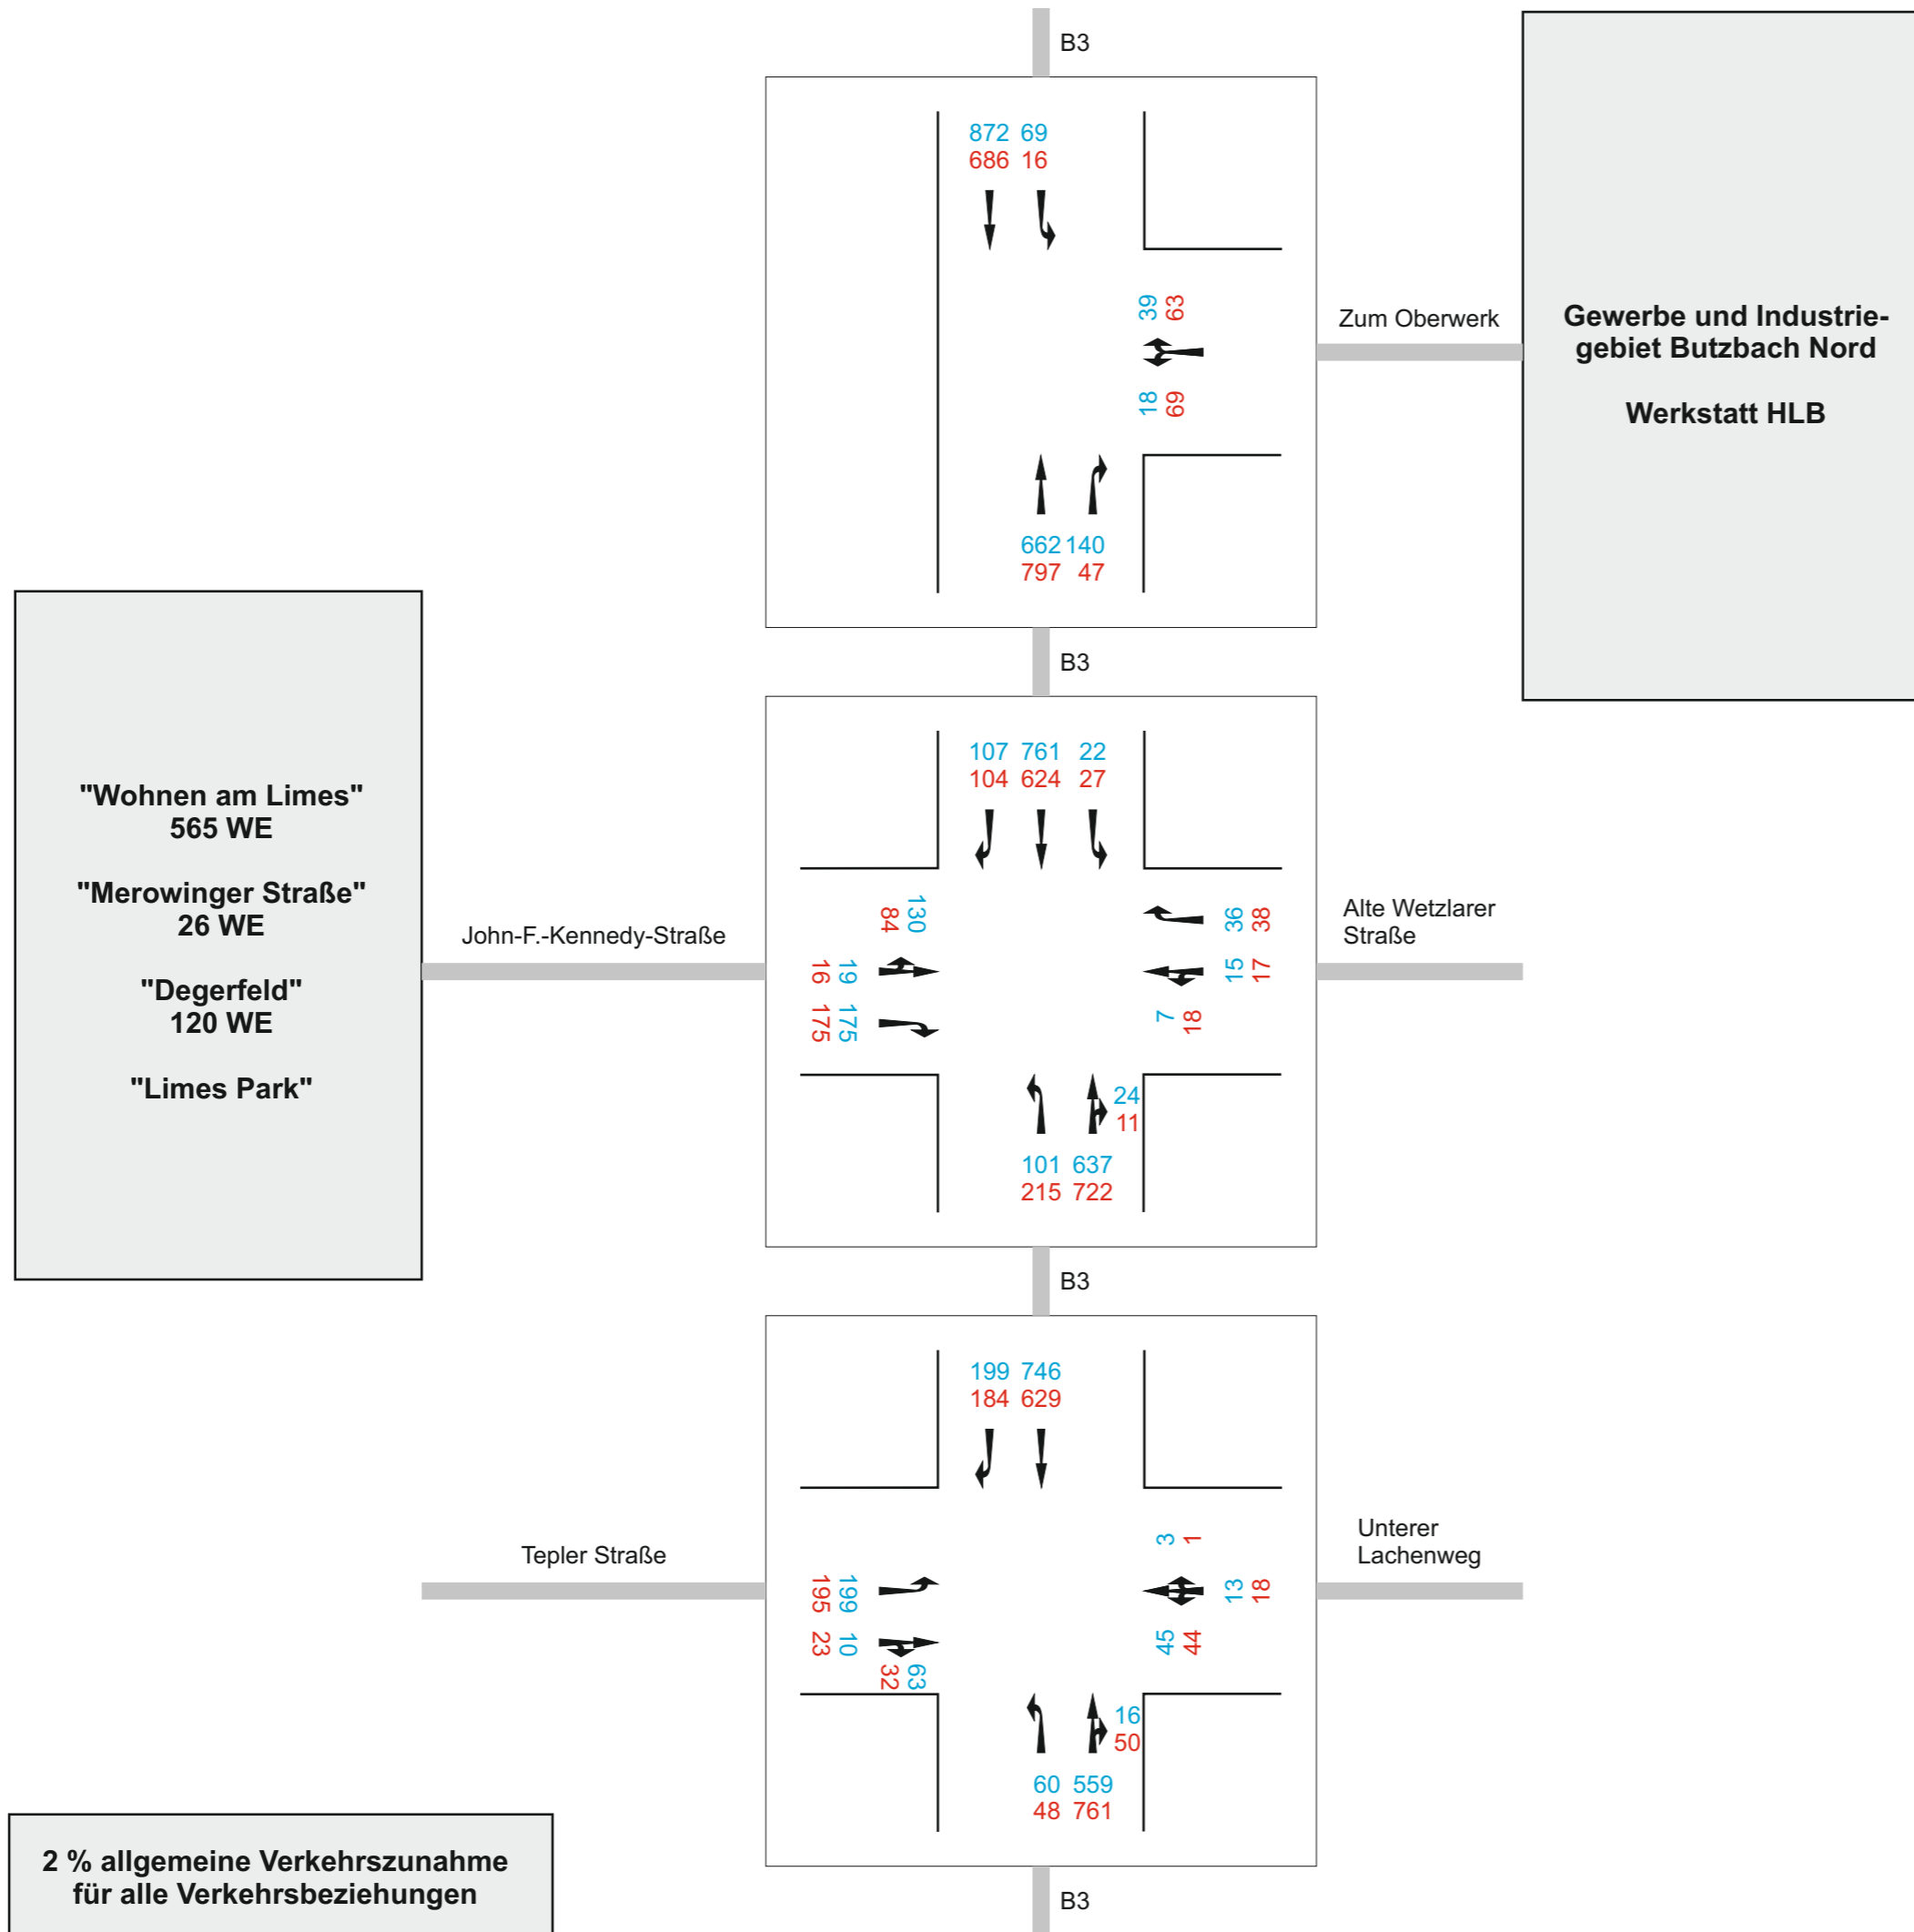 B3
872 69
686 16
39 63
18 69
662 140
797 47
Zum Oberwerk
Gewerbe und Industrie-
gebiet Butzbach Nord
Werkstatt HLB
B3
"Wohnen am Limes"
565 WE
"Merowinger Straße"
26 WE
"Degerfeld"
120 WE
"Limes Park"
John-F.-Kennedy-Straße
107 761 22
104 624 27
84 130
16 19
175 175
36 38
15 17
7 18
24
11
101 637
215 722
Alte Wetzlarer
Straße
B3
199 746
184 629
Tepler Straße
195 199
23 10
32 63
3 1
13 18
45 44
16
50
60 559
48 761
Unterer
Lachenweg
2 % allgemeine Verkehrszunahme
für alle Verkehrsbeziehungen
B3